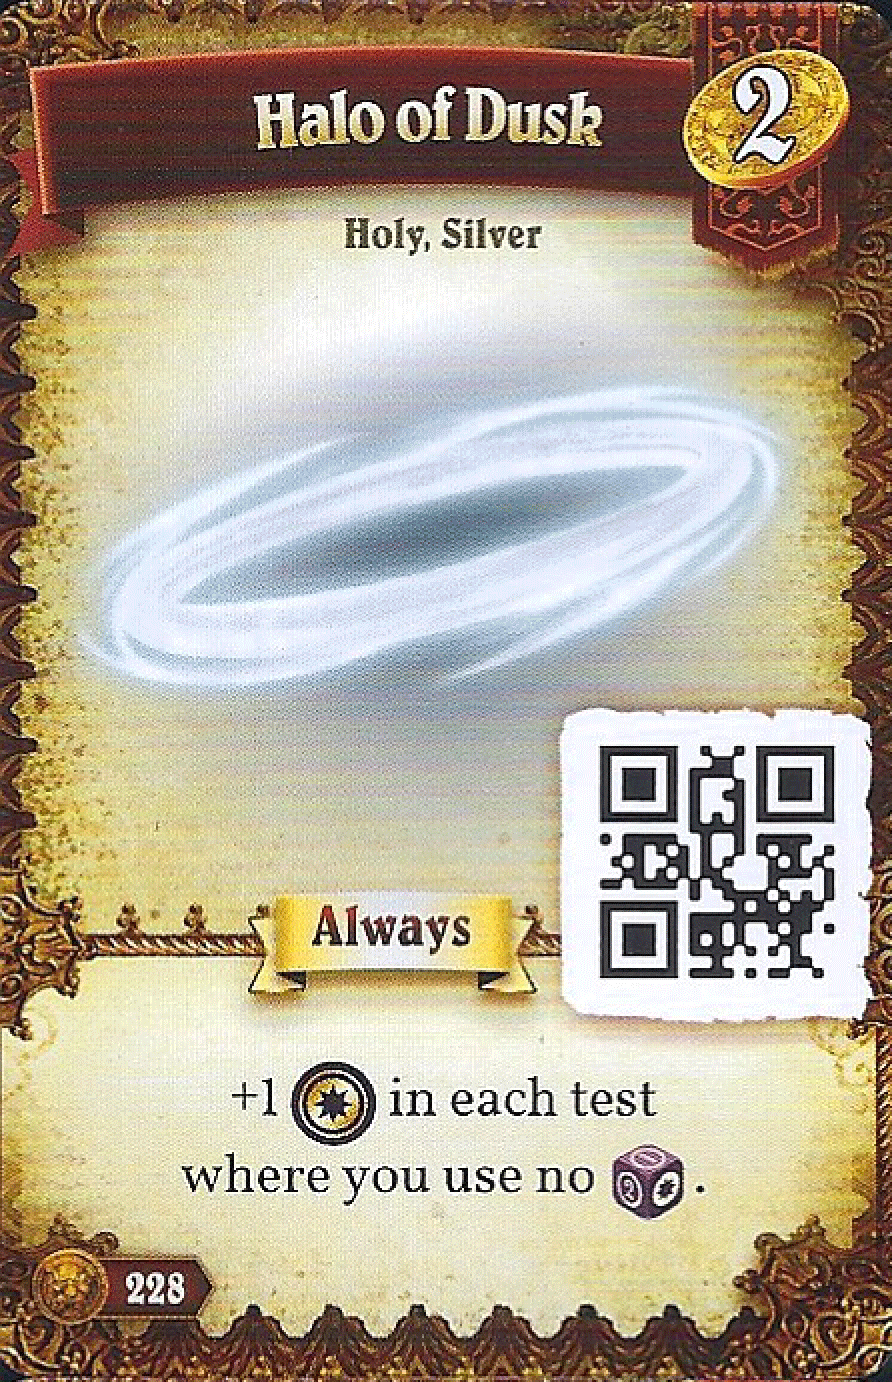 Halo of Dusk
2
Holy, Silver
Always
+1 in each test
where you use no .
228